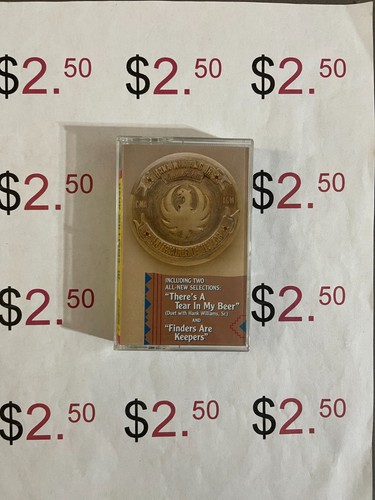 $2.50 $2.50 $2.50
$2.50 $2.50
CMA ACM
INCLUDING TWO
ALL-NEW SELECTIONS:
"There's A
Tear In My Beer"
(Duet with Hank Williams, Sr.)
AND
"Finders Are
Keepers"
$2.50 $2.50
$2.50 $2.50 $2.50